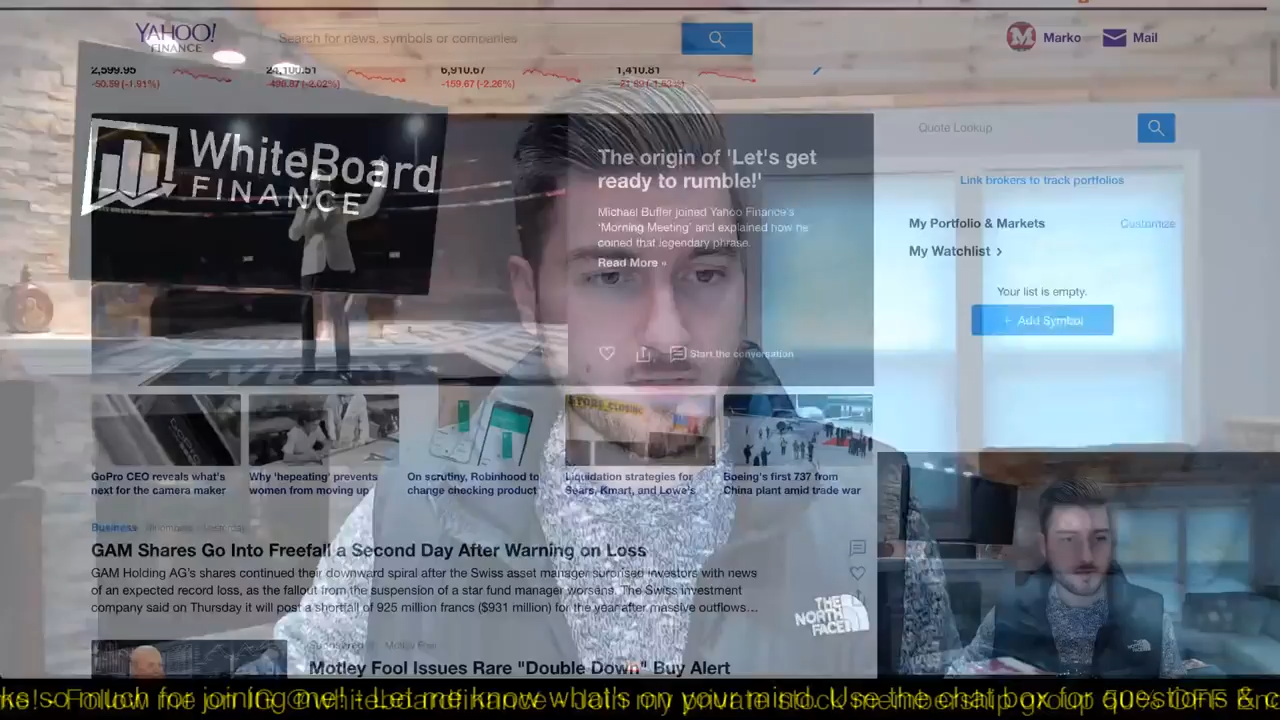 YAHOO!
FINANCE
Search for news, symbols or companies
Marko
Mail
2,599.95
24,100.51
6,910.67
1,410.81
-50.59 (-1.91%)
-496.87 (-2.02%)
-159.67 (-2.26%)
WHITEBOARD
FINANCE
The origin of 'Let's get
ready to rumble!'
Michael Buffer joined Yahoo Finance's
'Morning Meeting' and explained how he
coined that legendary phrase.
Read More »
Start the conversation
Quote Lookup
Link brokers to track portfolios
My Portfolio & Markets
Customize
My Watchlist >
Your list is empty.
+ Add Symbol
GoPro CEO reveals what's
next for the camera maker
Why 'hepeating' prevents
women from moving up
On scrutiny, Robinhood to
change checking product
Liquidation strategies for
Sears, Kmart, and Lowe's
Boeing's first 737 from
China plant amid trade war
Business
GAM Shares Go Into Freefall a Second Day After Warning on Loss
GAM Holding AG's shares continued their downward spiral after the Swiss asset manager surprised investors with news
of an expected record loss, as the fallout from the suspension of a star fund manager worsens. The Swiss investment
company said on Thursday it will post a shortfall of 925 million francs ($931 million) for the year after massive outflows...
THE
NORTH
FACE
Motley Fool Issues Rare "Double Down" Buy Alert